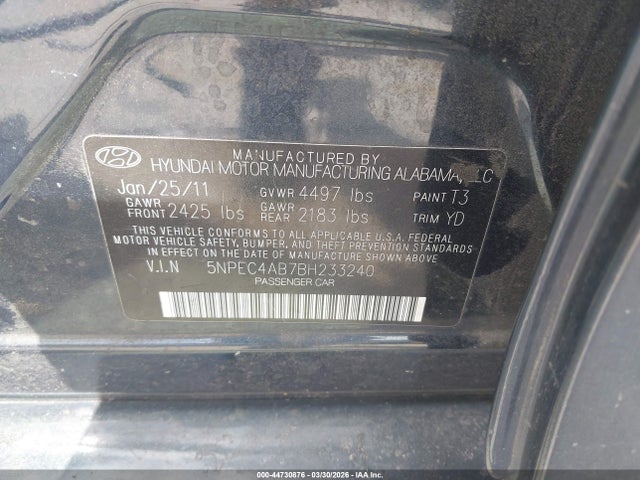 MANUFACTURED BY
HYUNDAI MOTOR MANUFACTURING ALABAMA, LLC
Jan/25/11 GVWR 4497 lbs PAINT T3
GAWR FRONT 2425 lbs GAWR REAR 2183 lbs TRIM YD
THIS VEHICLE CONFORMS TO ALL APPLICABLE U.S.A. FEDERAL
MOTOR VEHICLE SAFETY, BUMPER, AND THEFT PREVENTION STANDARDS
IN EFFECT ON THE DATE OF MANUFACTURE SHOWN ABOVE.
V.I.N 5NPEC4AB7BH233240
PASSENGER CAR
000-44730876 - 03/30/2026 - COPART